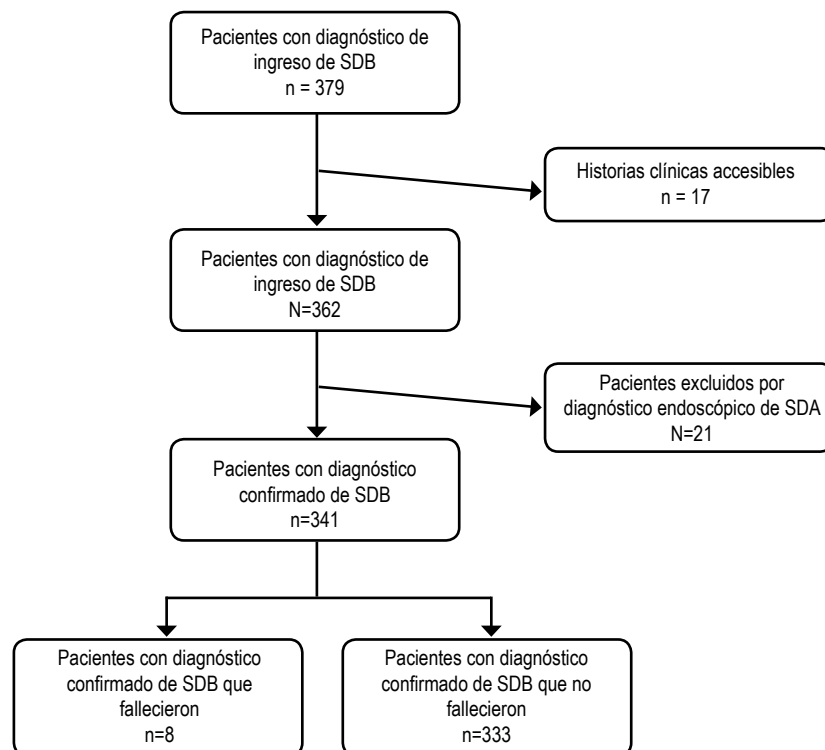 Pacientes con diagnóstico de
ingreso de SDB
n = 379
Historias clínicas accesibles
n = 17
Pacientes con diagnóstico de
ingreso de SDB
N=362
Pacientes excluidos por
diagnóstico endoscópico de SDA
N=21
Pacientes con diagnóstico
confirmado de SDB
n=341
Pacientes con diagnóstico
confirmado de SDB que
fallecieron
n=8
Pacientes con diagnóstico
confirmado de SDB que no
fallecieron
n=333